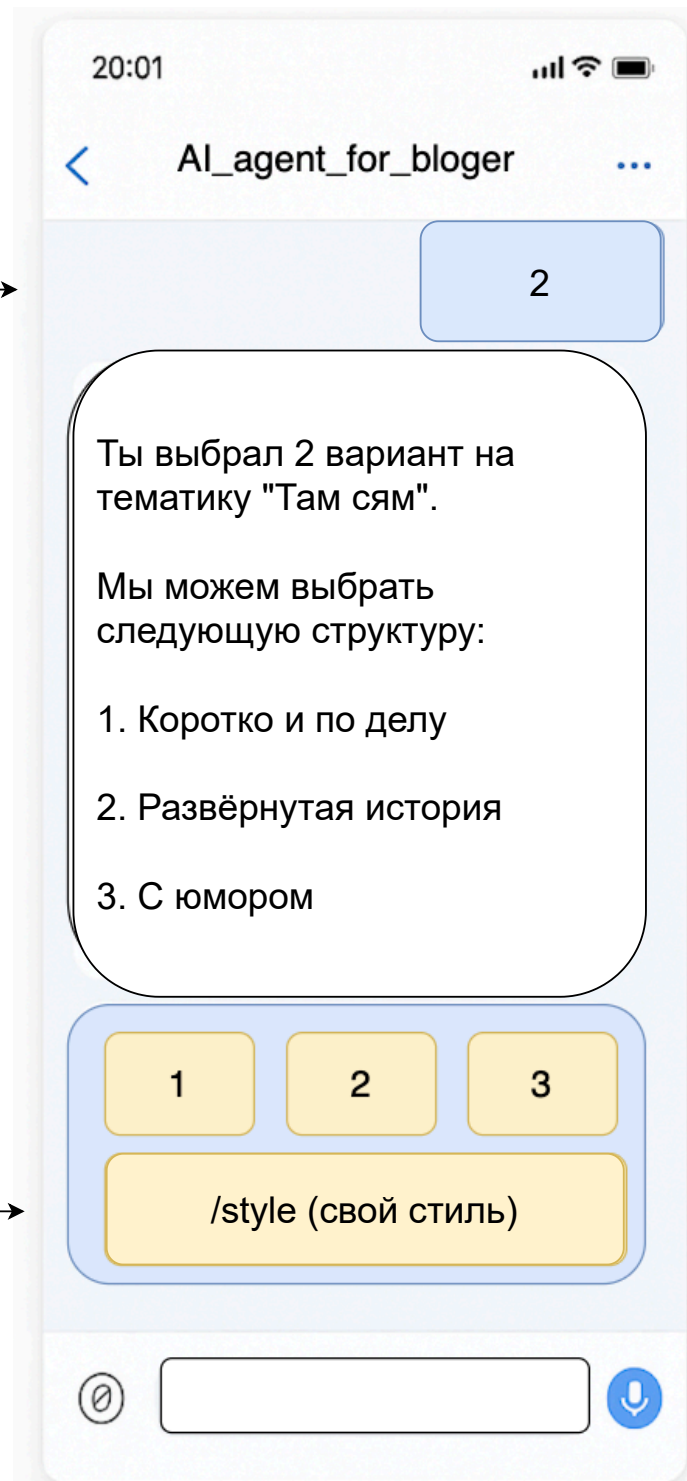 20:01
AI_agent_for_bloger
2
Ты выбрал 2 вариант на
тематику "Там сям".
Мы можем выбрать
следующую структуру:
1. Коротко и по делу
2. Развёрнутая история
3. С юмором
1 2 3
/style (свой стиль)